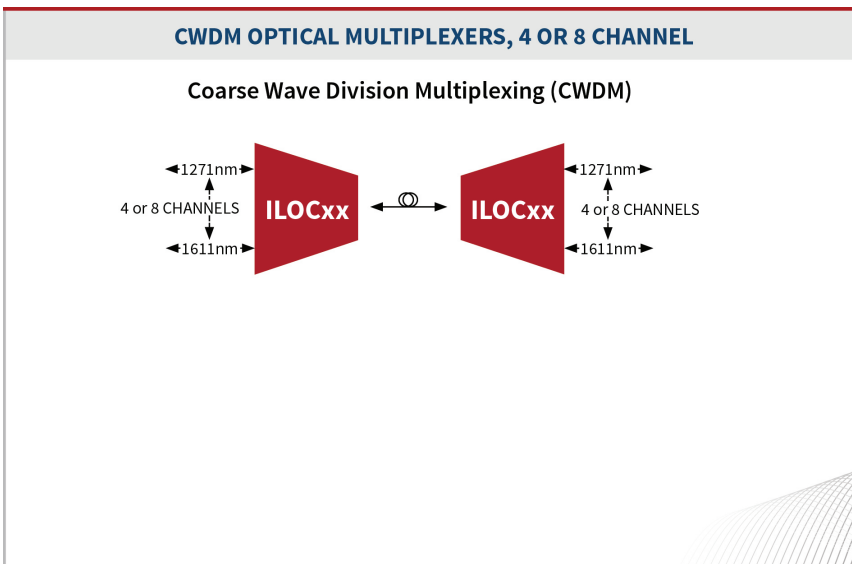 CWDM OPTICAL MULTIPLEXERS, 4 OR 8 CHANNEL
Coarse Wave Division Multiplexing (CWDM)
1271nm
4 or 8 CHANNELS
1611nm
ILOCxx
ILOCxx
1271nm
4 or 8 CHANNELS
1611nm